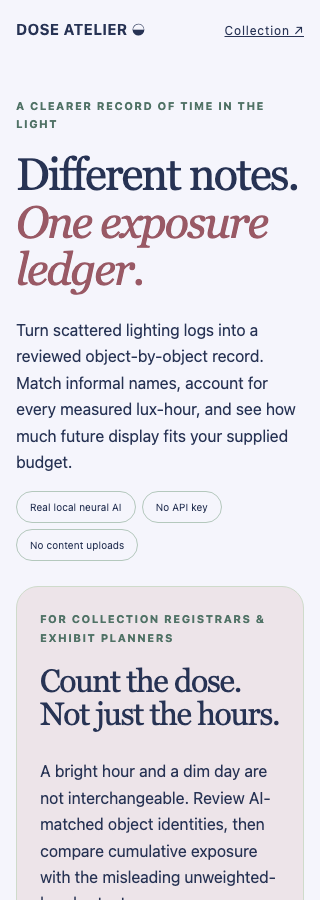 DOSE ATELIER
Collection ↗
A CLEARER RECORD OF TIME IN THE
LIGHT
Different notes.
One exposure
ledger.
Turn scattered lighting logs into a
reviewed object-by-object record.
Match informal names, account for
every measured lux-hour, and see how
much future display fits your supplied
budget.
Real local neural AI
No API key
No content uploads
FOR COLLECTION REGISTRARS &
EXHIBIT PLANNERS
Count the dose.
Not just the hours.
A bright hour and a dim day are
not interchangeable. Review AI-
matched object identities, then
compare cumulative exposure
with the misleading unweighted-